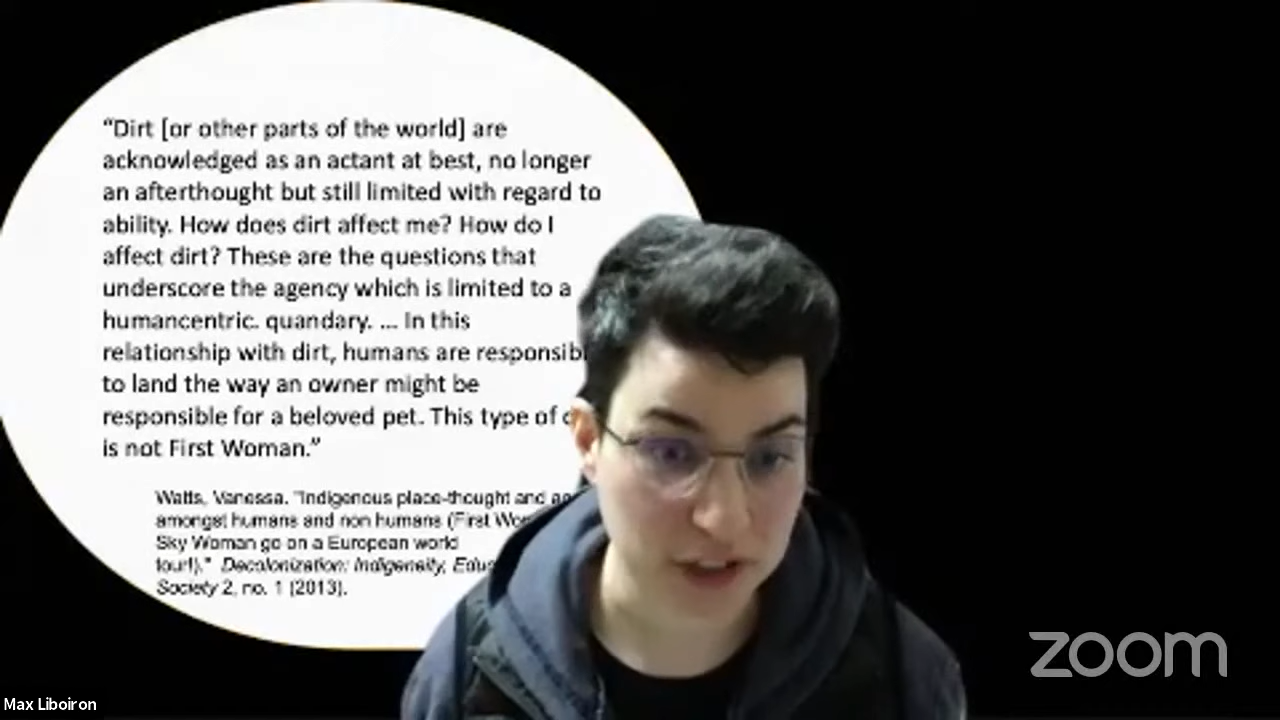 “Dirt [or other parts of the world] are
acknowledged as an actant at best, no longer
an afterthought but still limited with regard to
ability. How does dirt affect me? How do I
affect dirt? These are the questions that
underscore the agency which is limited to a
humancentric. quandary. ... In this
relationship with dirt, humans are
to land the way an owner might be
responsible for a beloved pet. This type of
is not First Woman.”
Watts, Vanessa. "Indigenous place-thought and
amongst humans and non humans (First
Sky Woman go on a European world
tour!)." Decolonization: Indigeneity,
Society 2, no. 1 (2013).
zoom
Max Liboiron